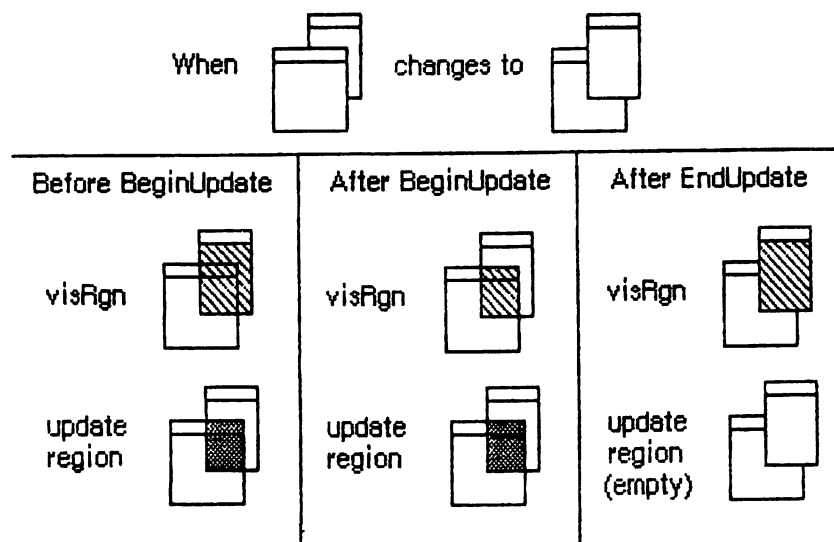 When changes to
Before BeginUpdate
After BeginUpdate
After EndUpdate
visRgn
visRgn
visRgn
update
region
update
region
update
region
(empty)